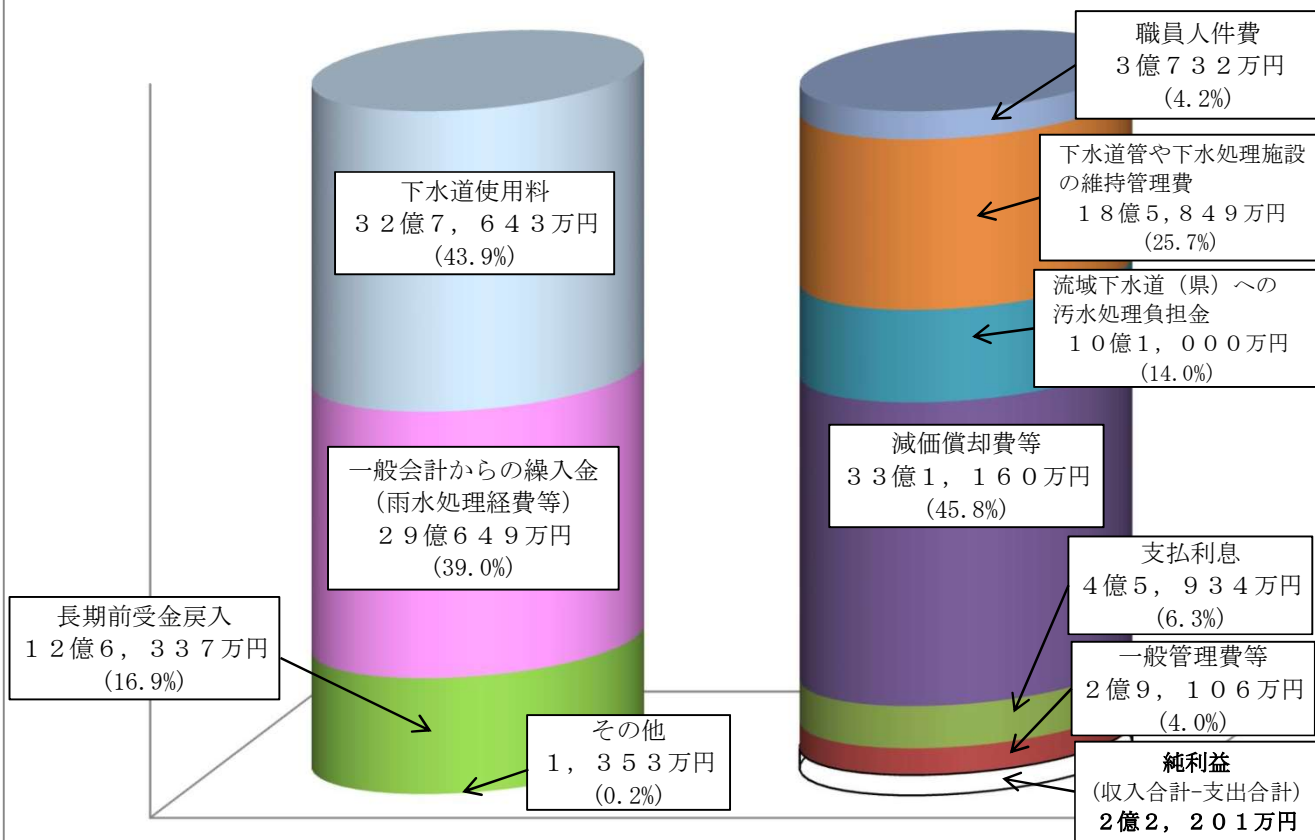 下水道使用料
32億7,643万円
(43.9%)
一般会計からの繰入金
(雨水処理経費等)
29億649万円
(39.0%)
長期前受金戻入
12億6,337万円
(16.9%)
その他
1,353万円
(0.2%)
職員人件費
3億732万円
(4.2%)
下水道管や下水処理施設
の維持管理費
18億5,849万円
(25.7%)
流域下水道(県)への
汚水処理負担金
10億1,000万円
(14.0%)
減価償却費等
33億1,160万円
(45.8%)
支払利息
4億5,934万円
(6.3%)
一般管理費等
2億9,106万円
(4.0%)
純利益
(収入合計-支出合計)
2億2,201万円